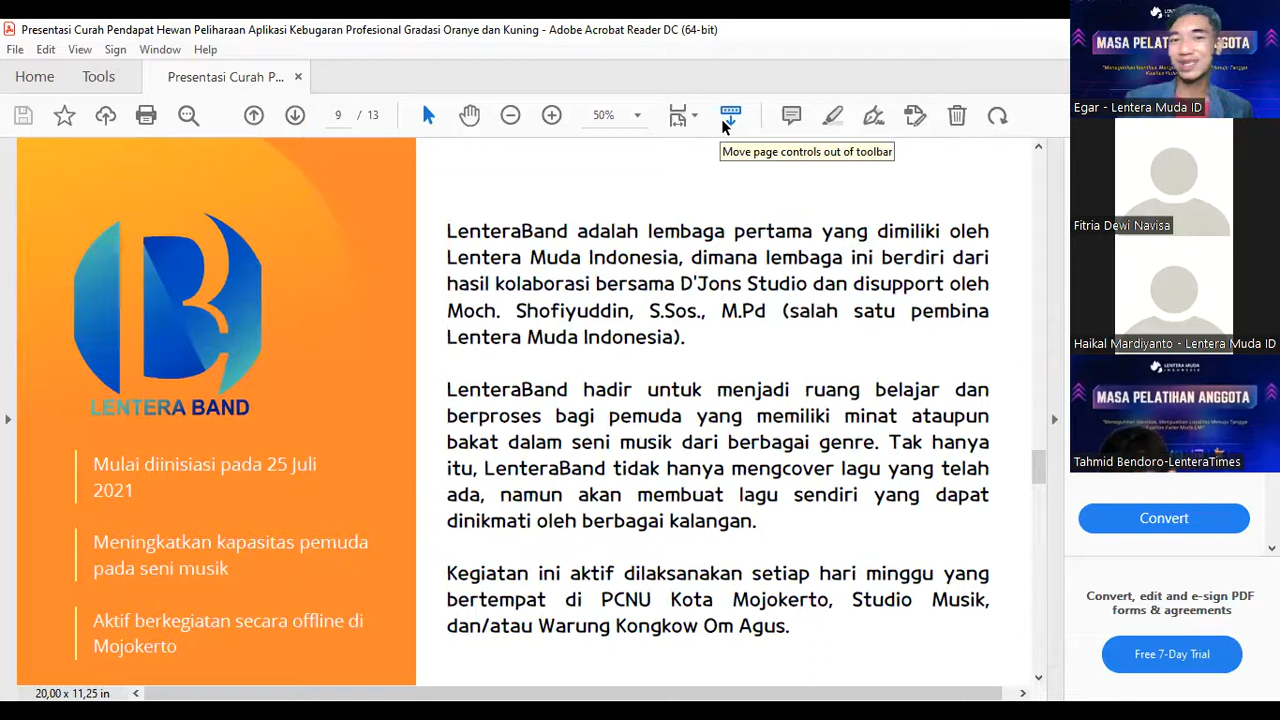 Presentasi Curah Pendapat Hewan Peliharaan Aplikasi Kebugaran Profesional Gradasi Oranye dan Kuning - Adobe Acrobat Reader DC (64-bit)
File Edit View Sign Window Help
Home Tools Presentasi Curah P... ×
9 / 13 50%
Move page controls out of toolbar
LENTERA BAND
Mulai diinisiasi pada 25 Juli
2021
Meningkatkan kapasitas pemuda
pada seni musik
Aktif berkegiatan secara offline di
Mojokerto
LenteraBand adalah lembaga pertama yang dimiliki oleh
Lentera Muda Indonesia, dimana lembaga ini berdiri dari
hasil kolaborasi bersama D'Jons Studio dan disupport oleh
Moch. Shofiyuddin, S.Sos., M.Pd (salah satu pembina
Lentera Muda Indonesia).
LenteraBand hadir untuk menjadi ruang belajar dan
berproses bagi pemuda yang memiliki minat ataupun
bakat dalam seni musik dari berbagai genre. Tak hanya
itu, LenteraBand tidak hanya mengcover lagu yang telah
ada, namun akan membuat lagu sendiri yang dapat
dinikmati oleh berbagai kalangan.
Kegiatan ini aktif dilaksanakan setiap hari minggu yang
bertempat di PCNU Kota Mojokerto, Studio Musik,
dan/atau Warung Kongkow Om Agus.
20,00 x 11,25 in
MASA PELAT GGOTA
Egar - Lentera Muda ID
Fitria Dewi Navisa
Haikal Mardiyanto - Lentera Muda ID
LENTERA MUDA
INDONESIA
MASA PELATIHAN ANGGOTA
Tahmid Bendoro-LenteraTimes
Convert
Convert, edit and e-sign PDF
forms & agreements
Free 7-Day Trial